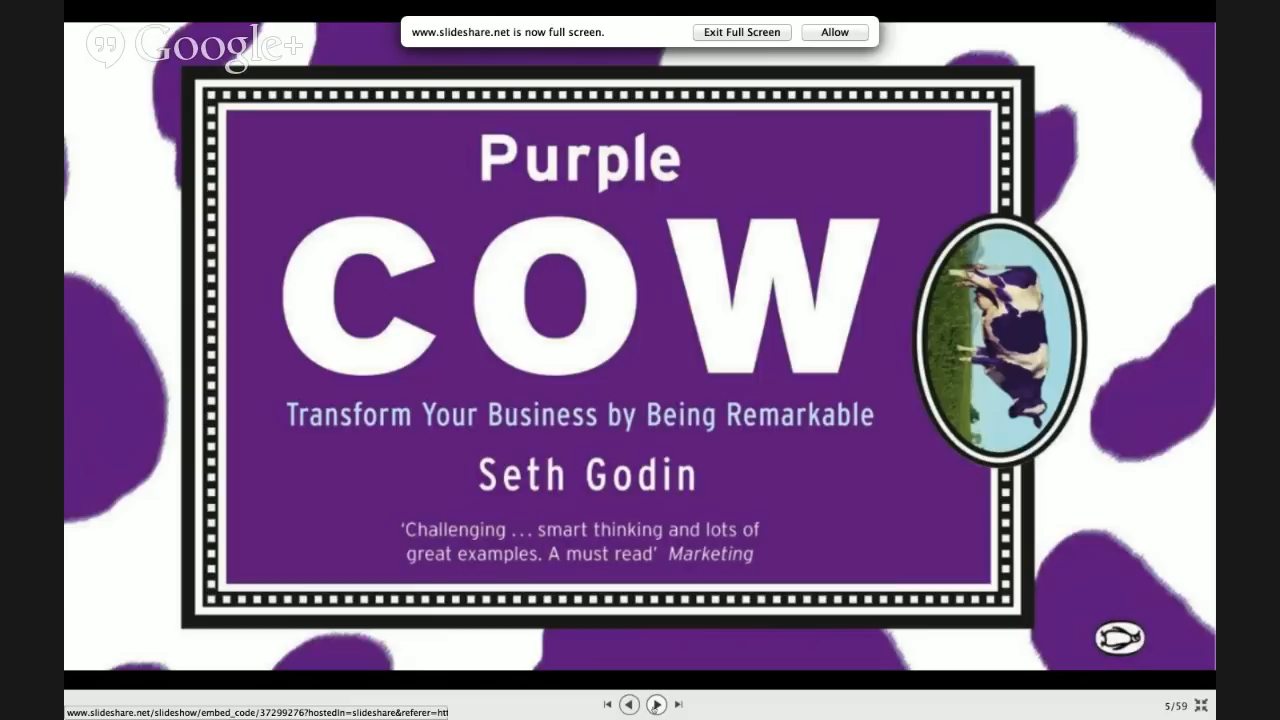 Google+
www.slideshare.net is now full screen.
Exit Full Screen
Allow
Purple
COW
Transform Your Business by Being Remarkable
Seth Godin
‘Challenging ... smart thinking and lots of
great examples. A must read’ Marketing
5/59
www.slideshare.net/slideshow/embed_code/37299276?hostedIn=slideshare&referer=htt